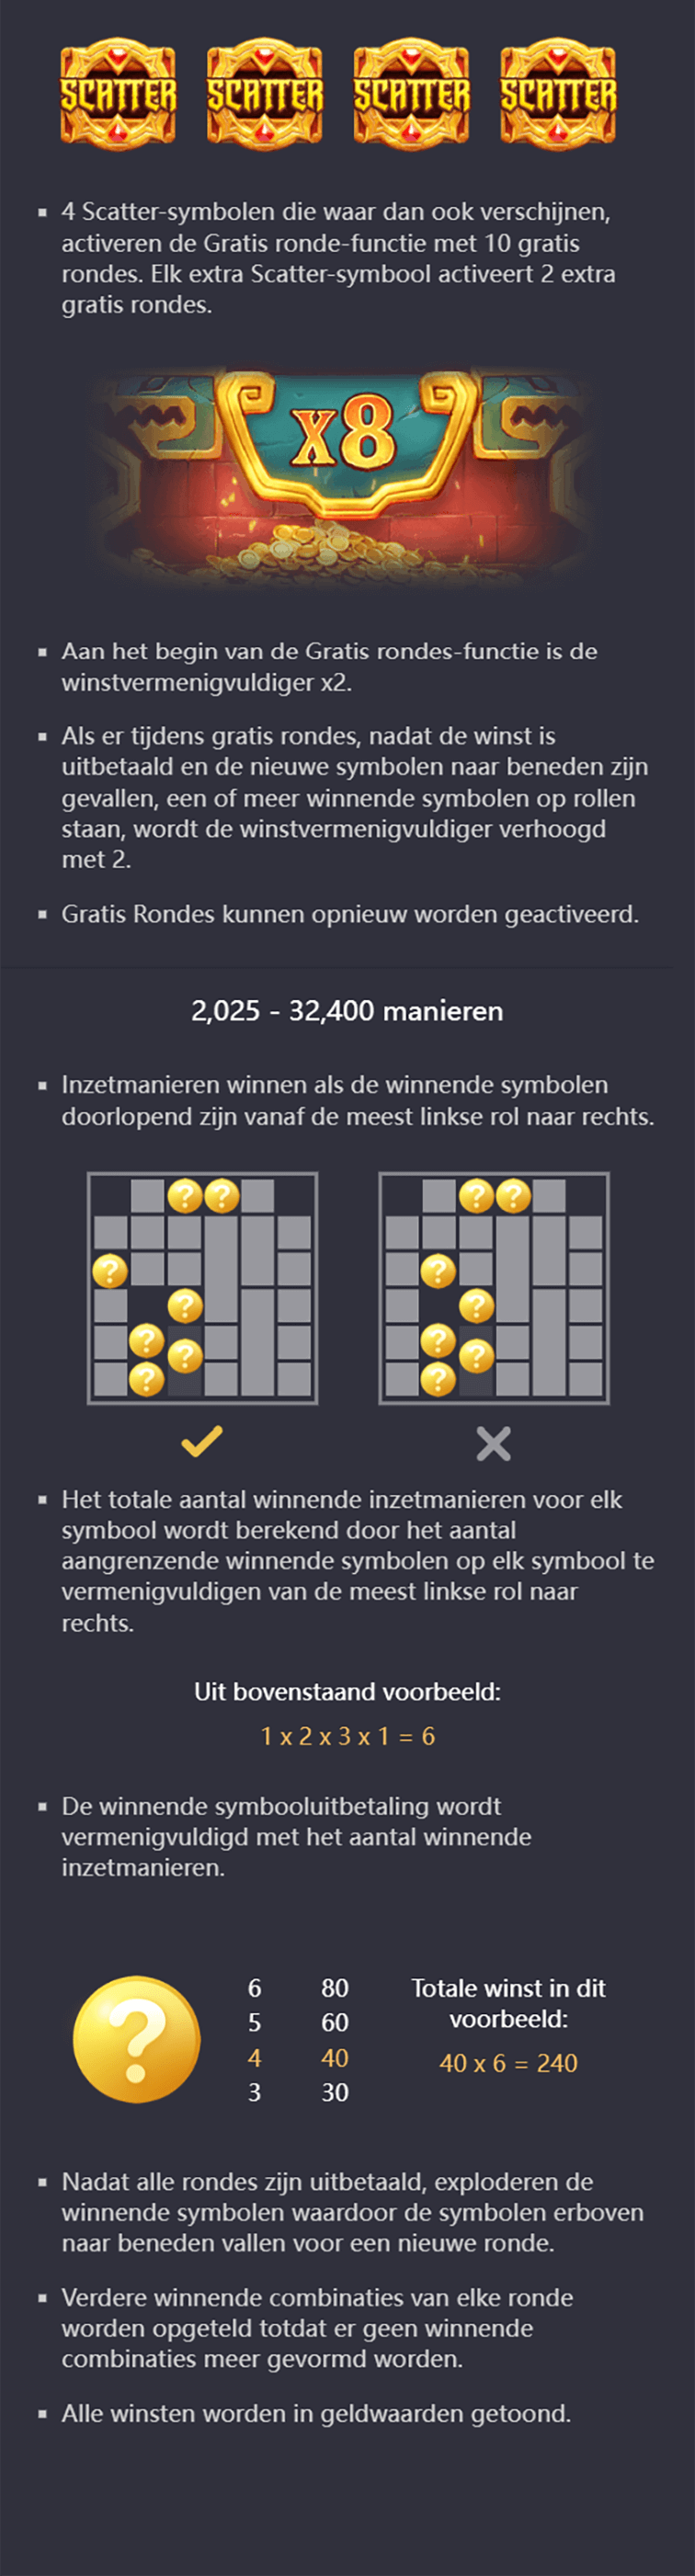 SCATTER SCATTER SCATTER SCATTER
▪ 4 Scatter-symbolen die waar dan ook verschijnen,
activeren de Gratis ronde-functie met 10 gratis
rondes. Elk extra Scatter-symbool activeert 2 extra
gratis rondes.
x8
▪ Aan het begin van de Gratis rondes-functie is de
winstvermenigvuldiger x2.
▪ Als er tijdens gratis rondes, nadat de winst is
uitbetaald en de nieuwe symbolen naar beneden zijn
gevallen, een of meer winnende symbolen op rollen
staan, wordt de winstvermenigvuldiger verhoogd
met 2.
▪ Gratis Rondes kunnen opnieuw worden geactiveerd.
2,025 - 32,400 manieren
▪ Inzetmanieren winnen als de winnende symbolen
doorlopend zijn vanaf de meest linkse rol naar rechts.
? ? ? ?
? ?
? ?
? ?
? ?
? ?
▪ Het totale aantal winnende inzetmanieren voor elk
symbool wordt berekend door het aantal
aangrenzende winnende symbolen op elk symbool te
vermenigvuldigen van de meest linkse rol naar
rechts.
Uit bovenstaand voorbeeld:
1 x 2 x 3 x 1 = 6
▪ De winnende symbooluitbetaling wordt
vermenigvuldigd met het aantal winnende
inzetmanieren.
?
6 80
5 60
4 40
3 30
Totale winst in dit
voorbeeld:
40 x 6 = 240
▪ Nadat alle rondes zijn uitbetaald, exploderen de
winnende symbolen waardoor de symbolen erboven
naar beneden vallen voor een nieuwe ronde.
▪ Verdere winnende combinaties van elke ronde
worden opgeteld totdat er geen winnende
combinaties meer gevormd worden.
▪ Alle winsten worden in geldwaarden getoond.